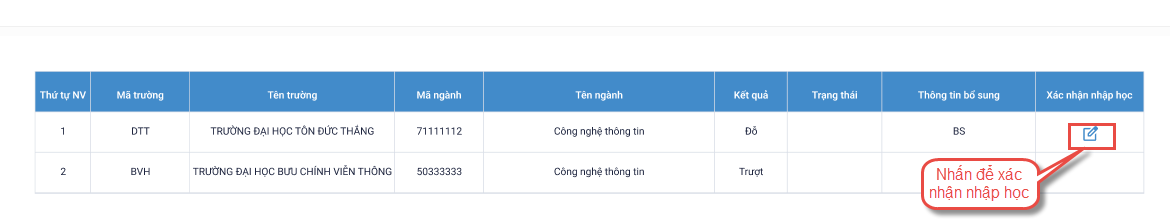 Thứ tự NV Mã trường Tên trường Mã ngành Tên ngành Kết quả Trạng thái Thông tin bổ sung Xác nhận nhập học
1 DTT TRƯỜNG ĐẠI HỌC TÔN ĐỨC THẮNG 71111112 Công nghệ thông tin Đỗ BS
2 BVH TRƯỜNG ĐẠI HỌC BƯU CHÍNH VIỄN THÔNG 50333333 Công nghệ thông tin Trượt
Nhấn để xác
nhận nhập học